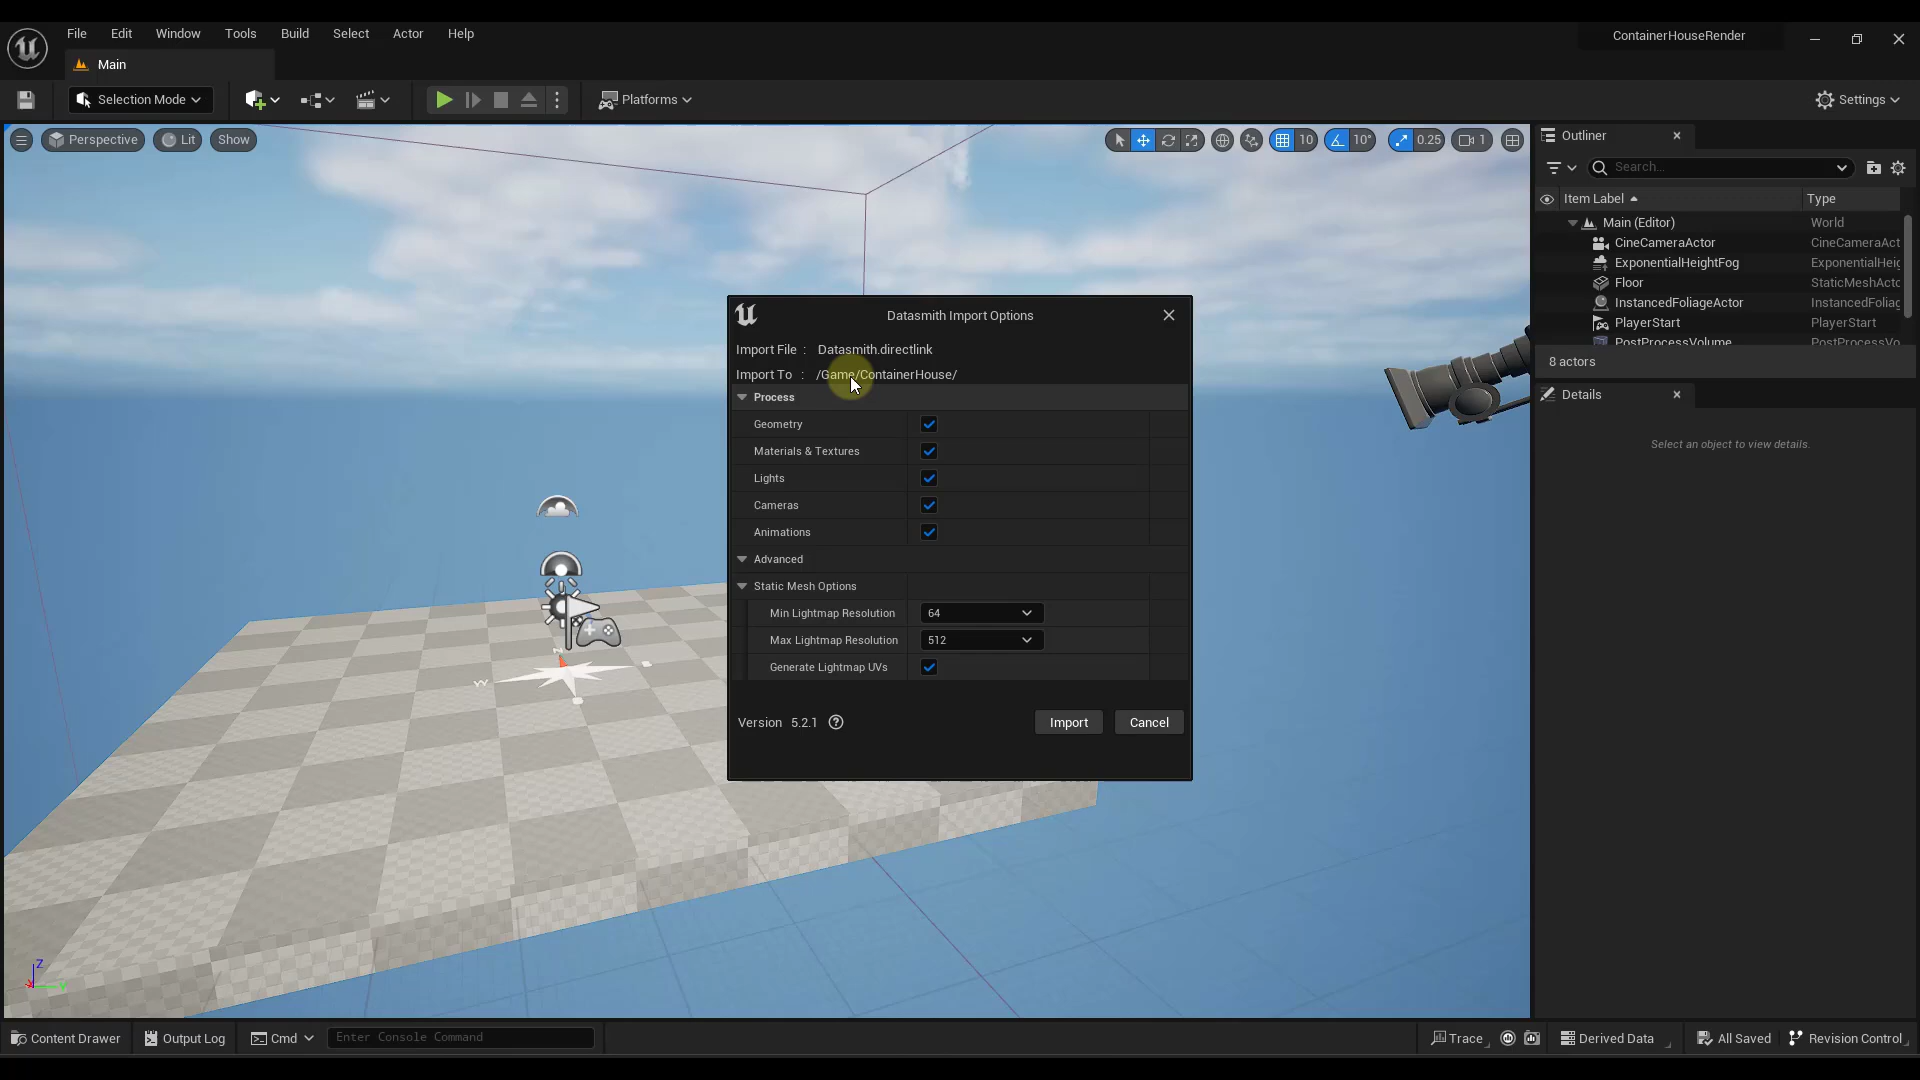 File Edit Window Tools Build Select Actor Help
ContainerHouseRender
Main
Selection Mode
Platforms
Settings
Perspective Lit Show
10 10° 0.25 1
Outliner
Search...
Item Label Type
Main (Editor) World
CineCameraActor CineCameraAct
ExponentialHeightFog ExponentialHeig
Floor StaticMeshActo
InstancedFoliageActor InstancedFoliag
PlayerStart PlayerStart
PostProcessVolume PostProcessVo
8 actors
Details
Select an object to view details.
Datasmith Import Options
Import File : Datasmith.directlink
Import To : /Game/ContainerHouse/
Process
Geometry
Materials & Textures
Lights
Cameras
Animations
Advanced
Static Mesh Options
Min Lightmap Resolution 64
Max Lightmap Resolution 512
Generate Lightmap UVs
Version 5.2.1 Import Cancel
N
W
Z
Content Drawer Output Log Cmd Enter Console Command Trace Derived Data All Saved Revision Control